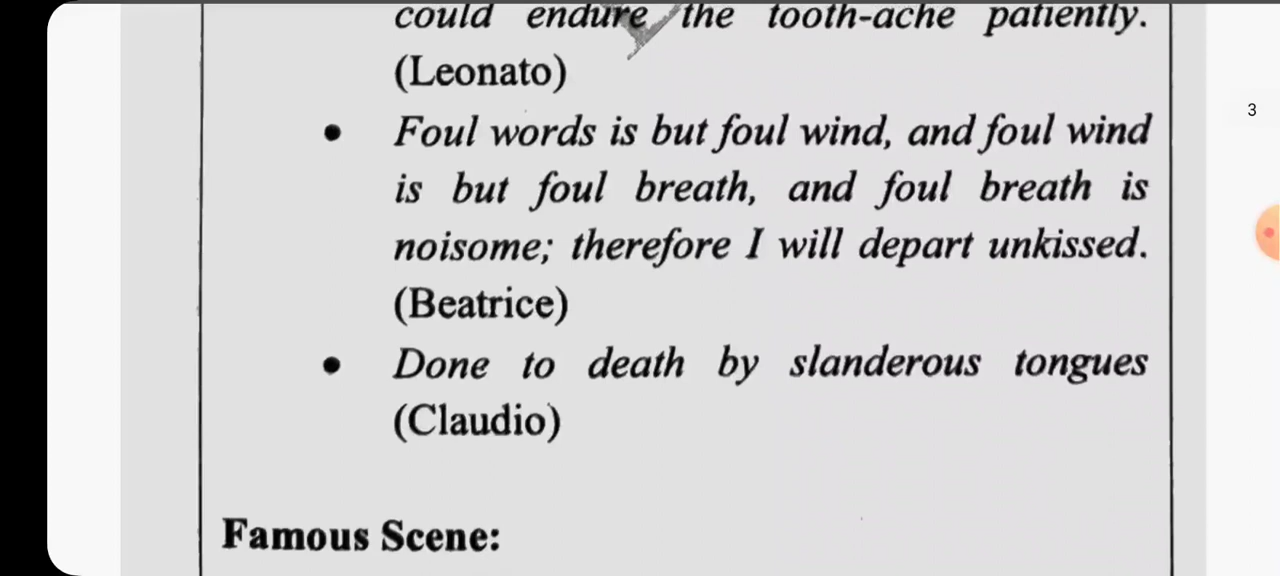 could endure the tooth-ache patiently.
(Leonato)
3
• Foul words is but foul wind, and foul wind
is but foul breath, and foul breath is
noisome; therefore I will depart unkissed.
(Beatrice)
• Done to death by slanderous tongues
(Claudio)
Famous Scene: